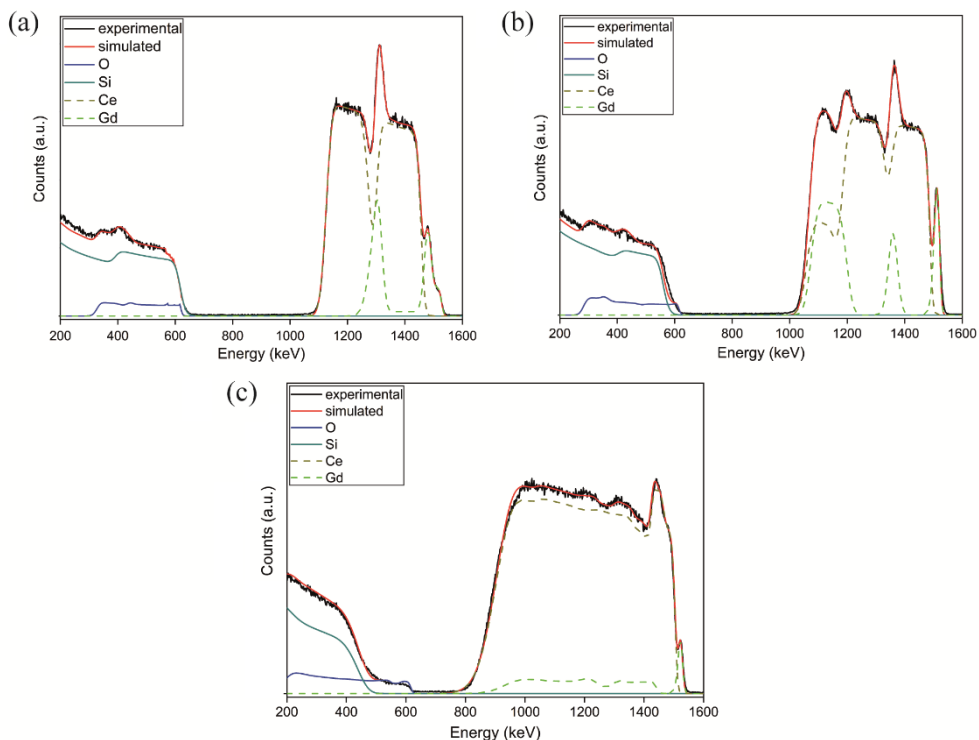 (a)
experimental
simulated
O
Si
Ce
Gd
Counts (a.u.)
200 400 600 800 1000 1200 1400 1600
Energy (keV)
(b)
experimental
simulated
O
Si
Ce
Gd
Counts (a.u.)
200 400 600 800 1000 1200 1400 1600
Energy (keV)
(c)
experimental
simulated
O
Si
Ce
Gd
Counts (a.u.)
200 400 600 800 1000 1200 1400 1600
Energy (keV)